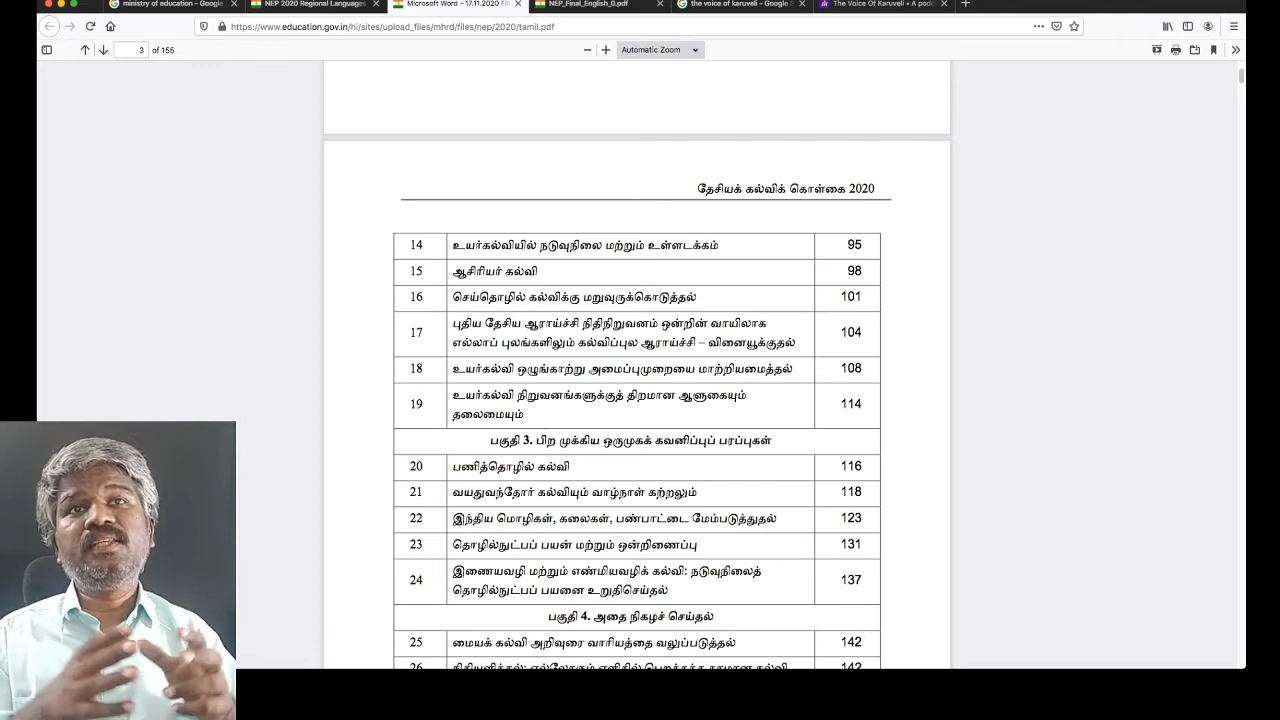 ministry of education - Google
NEP 2020 Regional Languages
Microsoft Word - 17.11.2020
NEP_Final_English_0.pdf
the voice of karuveli - Google S
The Voice Of Karuveli • A podc
https://www.education.gov.in/hi/sites/upload_files/mhrd/files/nep/2020/tamil.pdf
3 of 155
Automatic Zoom
தேசியக் கல்விக் கொள்கை 2020
14 உயர்கல்வியில் நடுவுநிலை மற்றும் உள்ளடக்கம் 95
15 ஆசிரியர் கல்வி 98
16 செய்தொழில் கல்விக்கு மறுவுருக்கொடுத்தல் 101
17 புதிய தேசிய ஆராய்ச்சி நிதிநிறுவனம் ஒன்றின் வாயிலாக
எல்லாப் புலங்களிலும் கல்விப்புல ஆராய்ச்சி – வினையூக்குதல் 104
18 உயர்கல்வி ஒழுங்காற்று அமைப்புமுறையை மாற்றியமைத்தல் 108
19 உயர்கல்வி நிறுவனங்களுக்குத் திறமான ஆளுகையும்
தலைமையும் 114
பகுதி 3. பிற முக்கிய ஒருமுகக் கவனிப்புப் பரப்புகள்
20 பணித்தொழில் கல்வி 116
21 வயதுவந்தோர் கல்வியும் வாழ்நாள் கற்றலும் 118
22 இந்திய மொழிகள், கலைகள், பண்பாட்டை மேம்படுத்துதல் 123
23 தொழில்நுட்பப் பயன் மற்றும் ஒன்றிணைப்பு 131
24 இணையவழி மற்றும் எண்மியவழிக் கல்வி: நடுவுநிலைத்
தொழில்நுட்பப் பயனை உறுதிசெய்தல் 137
பகுதி 4. அதை நிகழச் செய்தல்
25 மையக் கல்வி அறிவுரை வாரியத்தை வலுப்படுத்தல் 142
26 142